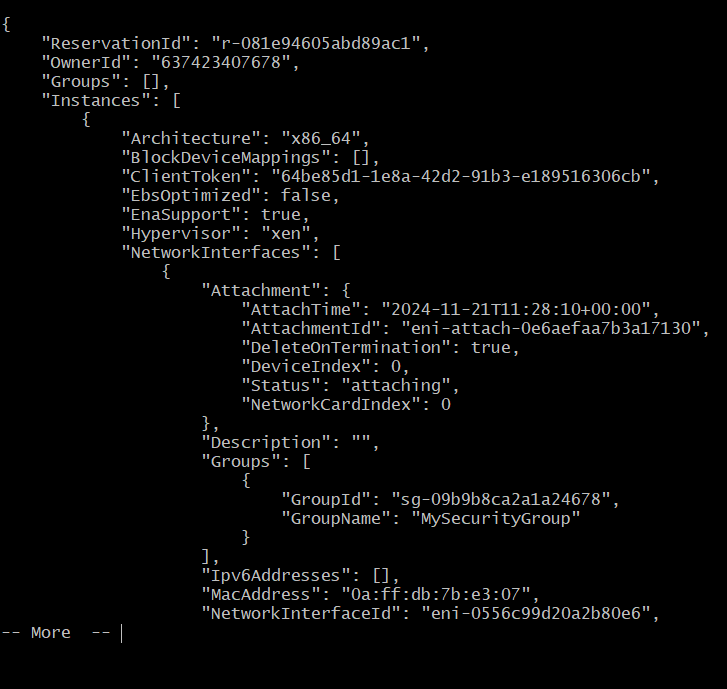 {
    "ReservationId": "r-081e94605abd89ac1",
    "OwnerId": "637423407678",
    "Groups": [],
    "Instances": [
        {
            "Architecture": "x86_64",
            "BlockDeviceMappings": [],
            "ClientToken": "64be85d1-1e8a-42d2-91b3-e189516306cb",
            "EbsOptimized": false,
            "EnaSupport": true,
            "Hypervisor": "xen",
            "NetworkInterfaces": [
                {
                    "Attachment": {
                        "AttachTime": "2024-11-21T11:28:10+00:00",
                        "AttachmentId": "eni-attach-0e6aefaa7b3a17130",
                        "DeleteOnTermination": true,
                        "DeviceIndex": 0,
                        "Status": "attaching",
                        "NetworkCardIndex": 0
                    },
                    "Description": "",
                    "Groups": [
                        {
                            "GroupId": "sg-09b9b8ca2a1a24678",
                            "GroupName": "MySecurityGroup"
                        }
                    ],
                    "Ipv6Addresses": [],
                    "MacAddress": "0a:ff:db:7b:e3:07",
                    "NetworkInterfaceId": "eni-0556c99d20a2b80e6",
-- More  --